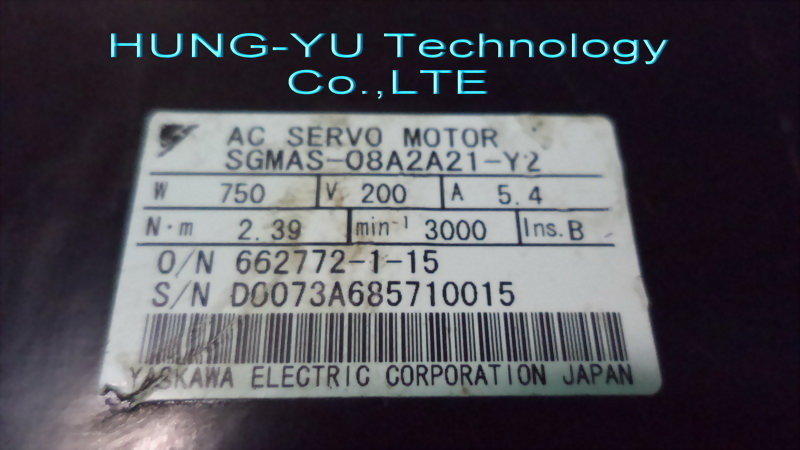 HUNG-YU Technology
Co.,LTE
AC SERVO MOTOR
SGMAS-08A2A21-Y2
W 750 V 200 A 5.4
N·m 2.39 min⁻¹ 3000 Ins. B
O/N 662772-1-15
S/N D0073A685710015
YASKAWA ELECTRIC CORPORATION JAPAN